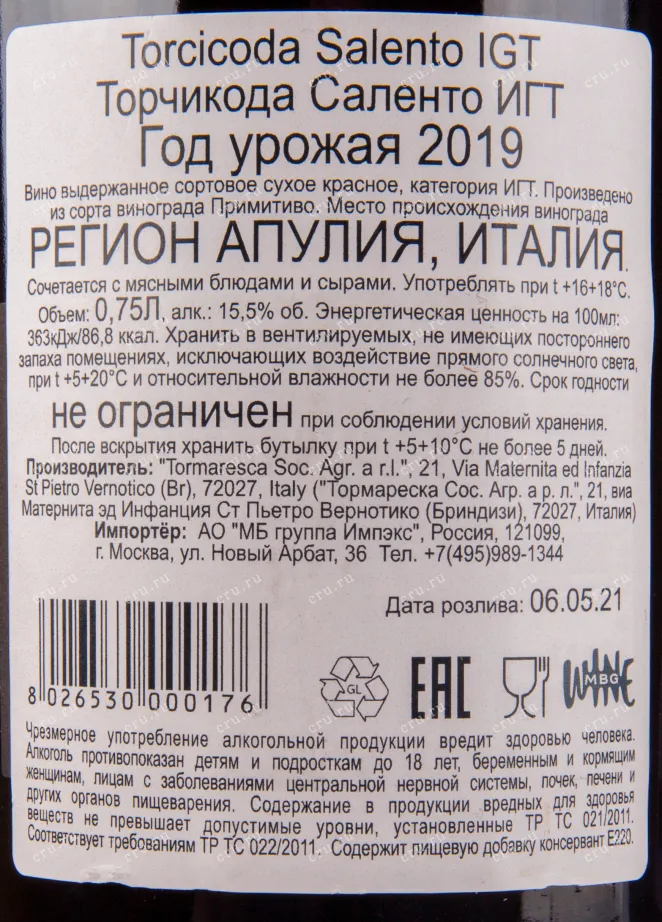 Torcicoda Salento IGT
Торчикода Саленто ИГТ
Год урожая 2019
Вино выдержанное сортовое сухое красное, категория ИГТ. Произведено
из сорта винограда Примитиво. Место происхождения винограда
РЕГИОН АПУЛИЯ, ИТАЛИЯ.
Сочетается с мясными блюдами и сырами. Употреблять при t +16+18°С.
Объем: 0,75Л, алк.: 15,5% об. Энергетическая ценность на 100мл:
363кДж/86,8 ккал. Хранить в вентилируемых, не имеющих постороннего
запаха помещениях, исключающих воздействие прямого солнечного света,
при t +5+20°С и относительной влажности не более 85%. Срок годности
не ограничен при соблюдении условий хранения.
После вскрытия хранить бутылку при t +5+10°С не более 5 дней.
Производитель: "Tormaresca Soc. Agr. a r.l.", 21, Via Maternita ed Infanzia
St Pietro Vernotico (Br), 72027, Italy ("Тормареска Сос. Агр. а р. л.", 21, виа
Матернита эд Инфанция Ст Пьетро Вернотико (Бриндизи), 72027, Италия)
Импортёр: АО "МБ группа Импэкс", Россия, 121099,
г. Москва, ул. Новый Арбат, 36 Тел. +7(495)989-1344
Дата розлива: 06.05.21
8 026530 000176
GL
EAC
WINE
MBG
Чрезмерное употребление алкогольной продукции вредит здоровью человека.
Алкоголь противопоказан детям и подросткам до 18 лет, беременным и кормящим
женщинам, лицам с заболеваниями центральной нервной системы, почек, печени и
других органов пищеварения. Содержание в продукции вредных для здоровья
веществ не превышает допустимые уровни, установленные ТР ТС 021/2011.
Соответствует требованиям ТР ТС 022/2011. Содержит пищевую добавку консервант Е220.
cru.ru